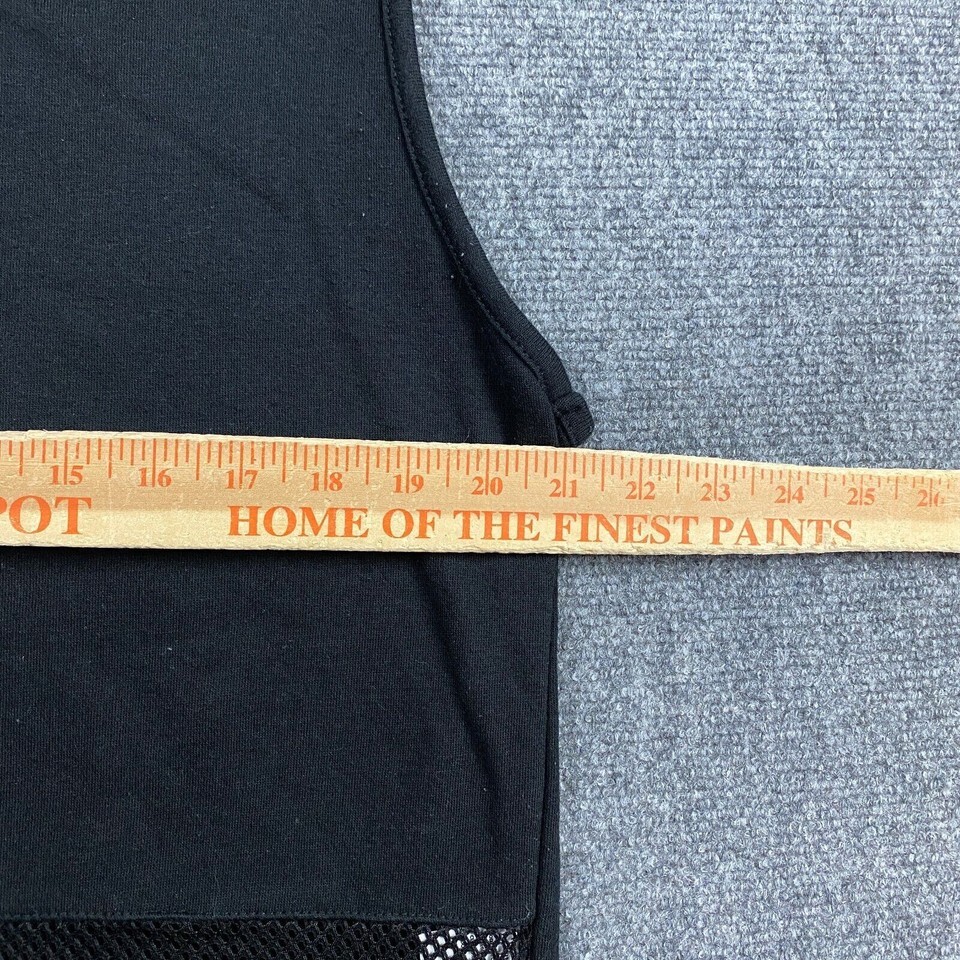 15 16 17 18 19 20 21 22 23 24 25 26
POT HOME OF THE FINEST PAINTS